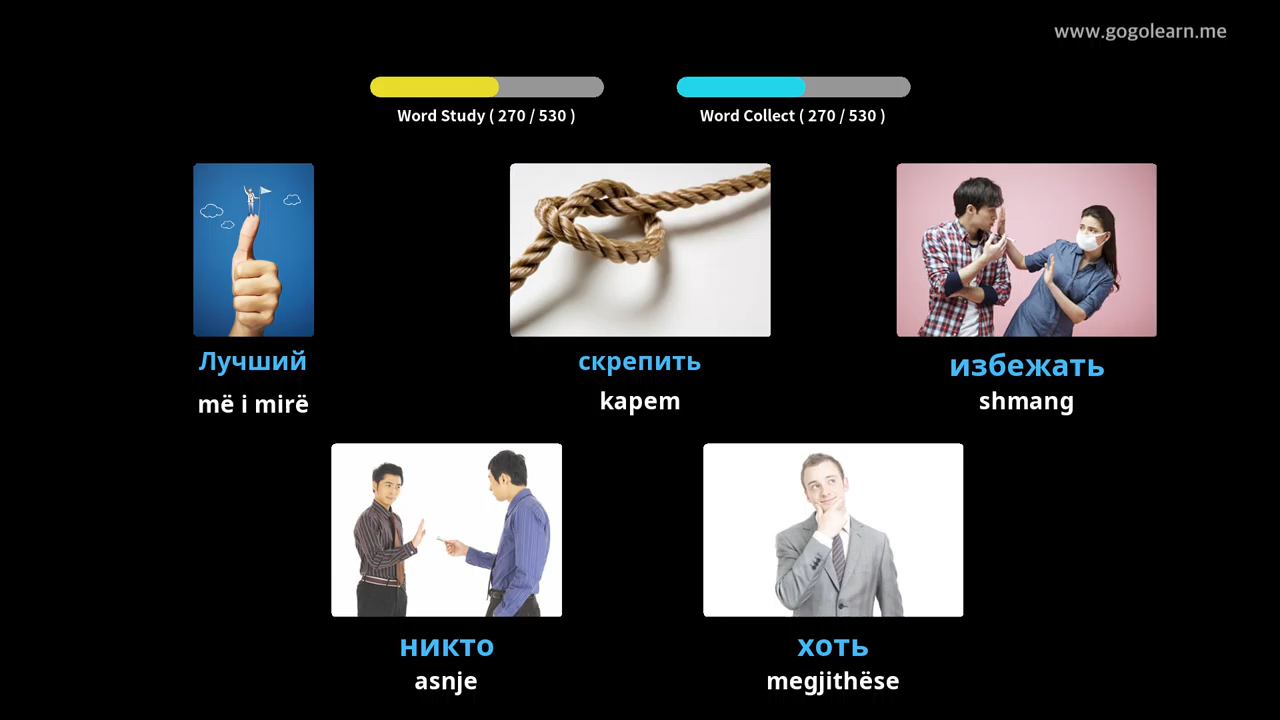 www.gogolearn.me
Word Study ( 270 / 530 )
Word Collect ( 270 / 530 )
Лучший
më i mirë
скрепить
kapem
избежать
shmang
никто
asnje
хоть
megjithëse